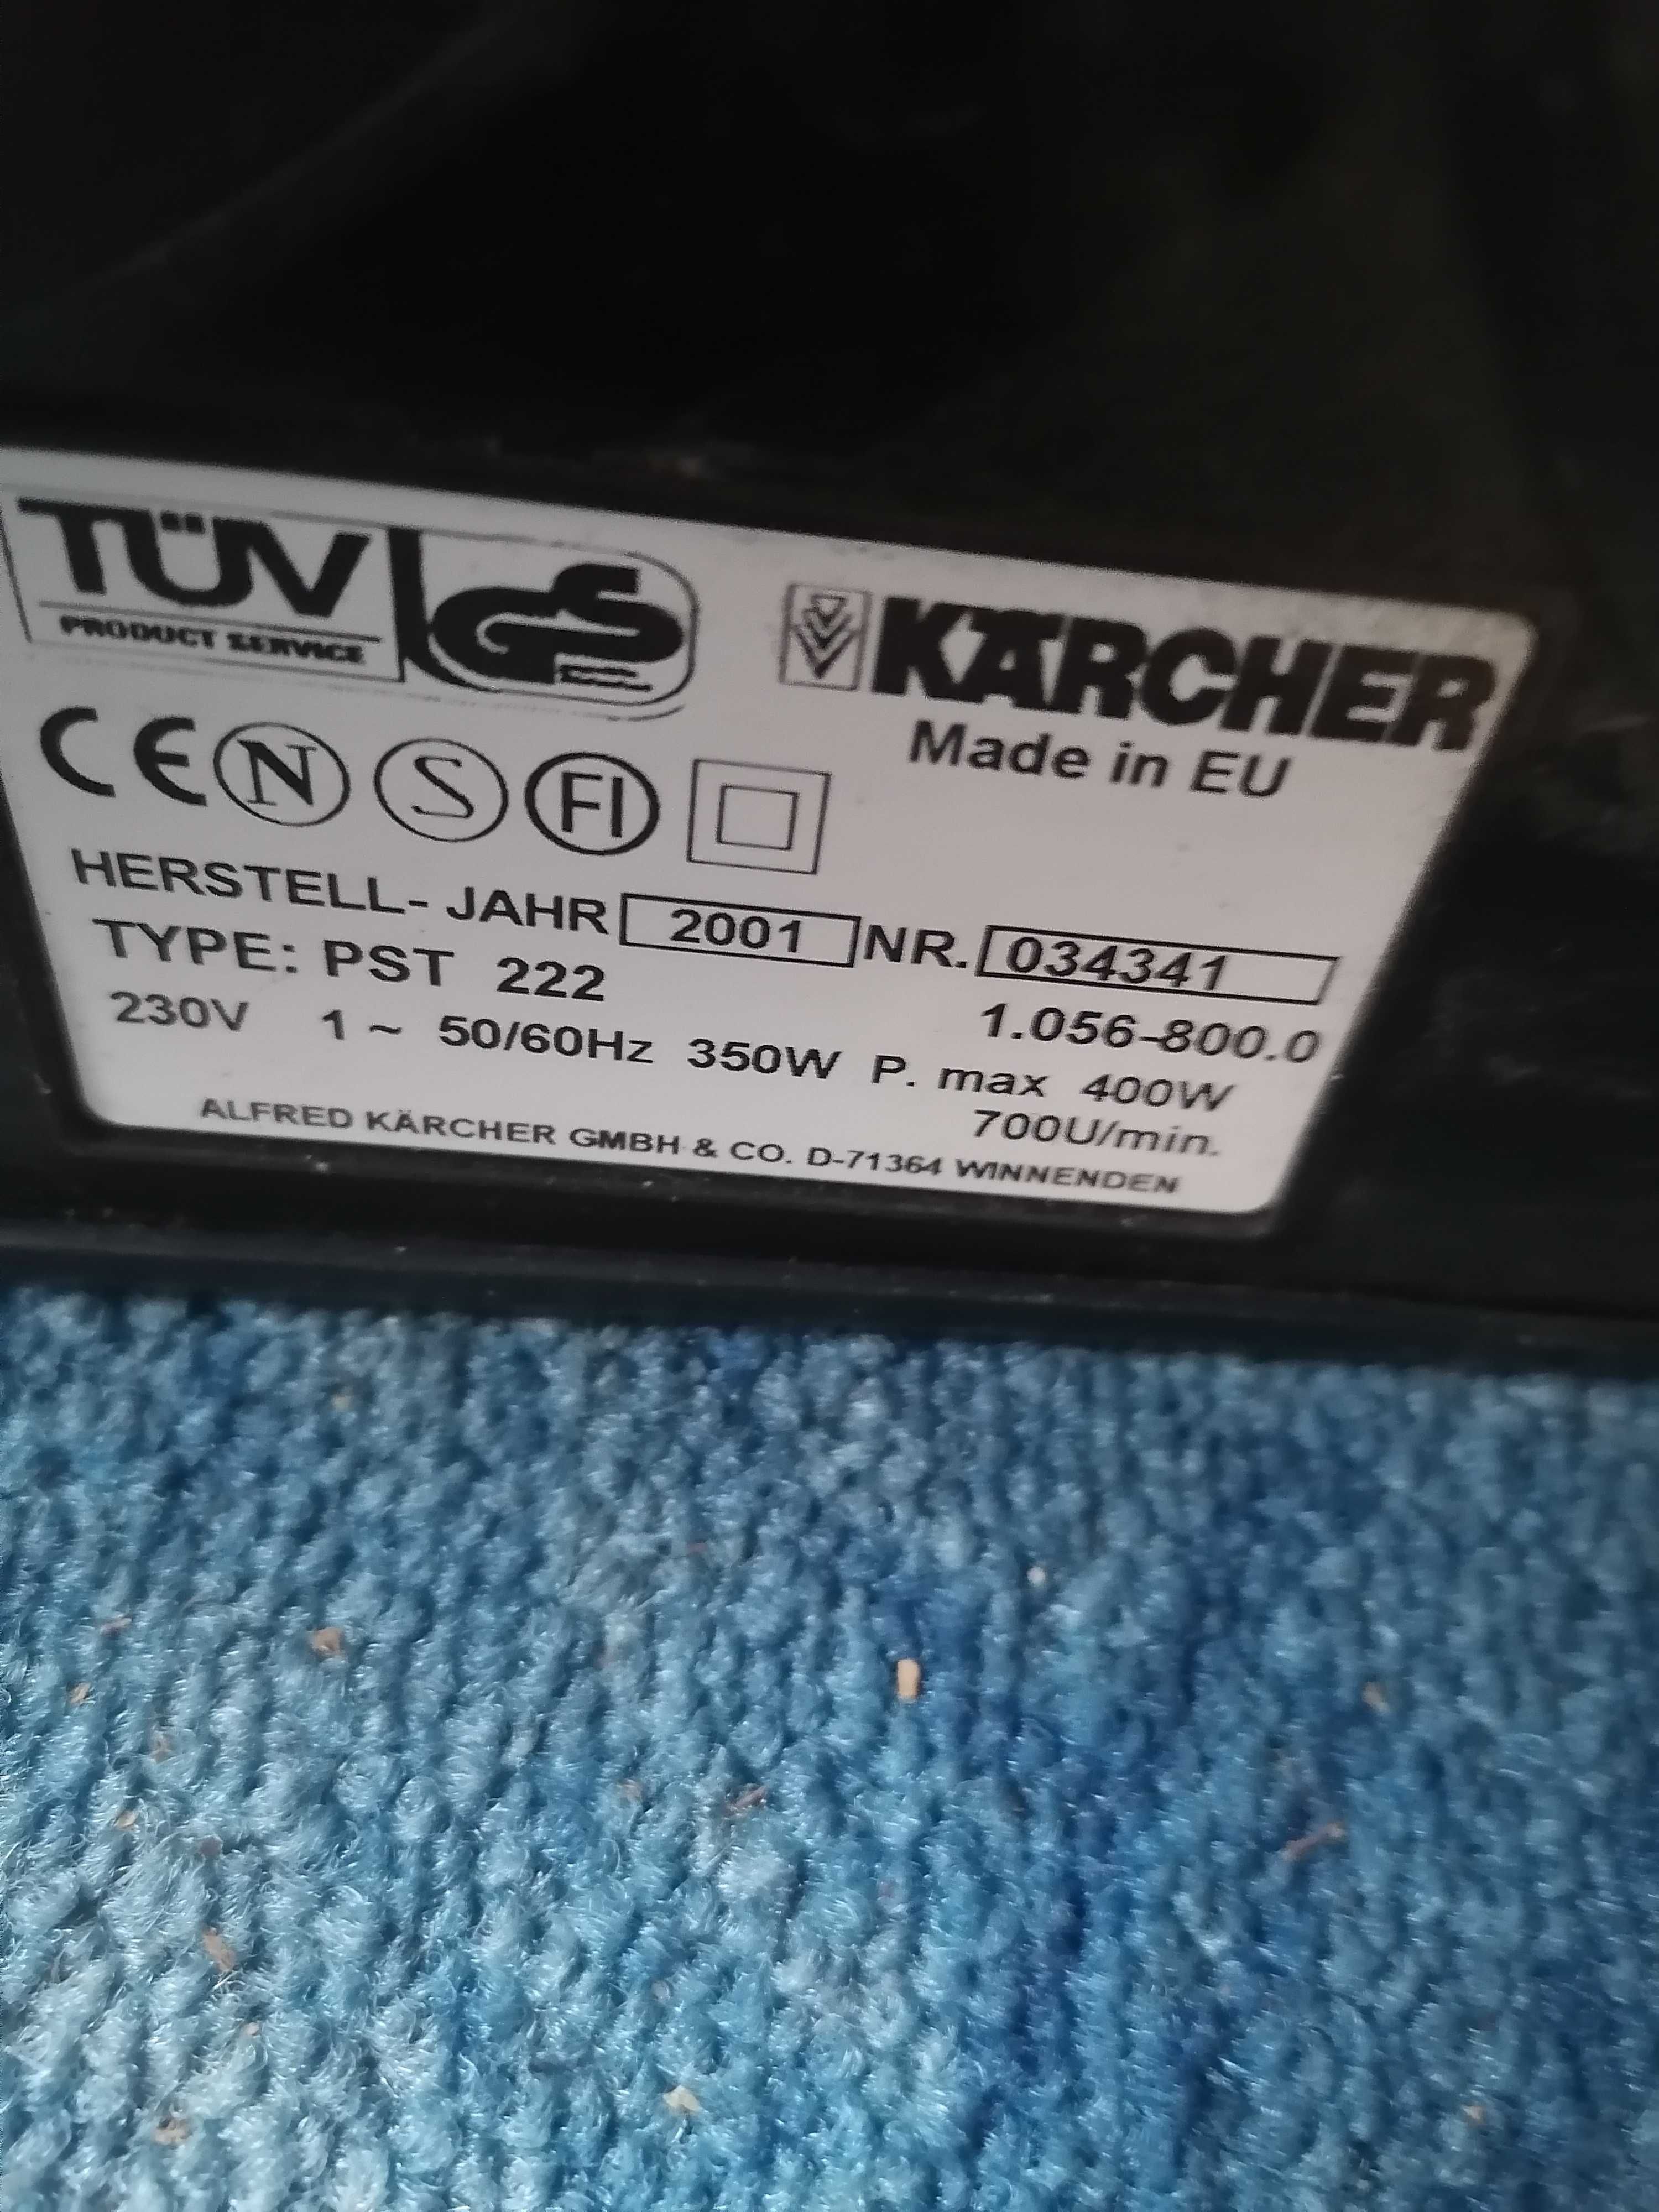 TÜV
PRODUCT SERVICE
GS
KÄRCHER
Made in EU
CE N S FI
HERSTELL- JAHR 2001 NR. 034341
TYPE: PST 222 1.056-800.0
230V 1 ~ 50/60Hz 350W P. max 400W
700U/min.
ALFRED KÄRCHER GMBH & CO. D-71364 WINNENDEN